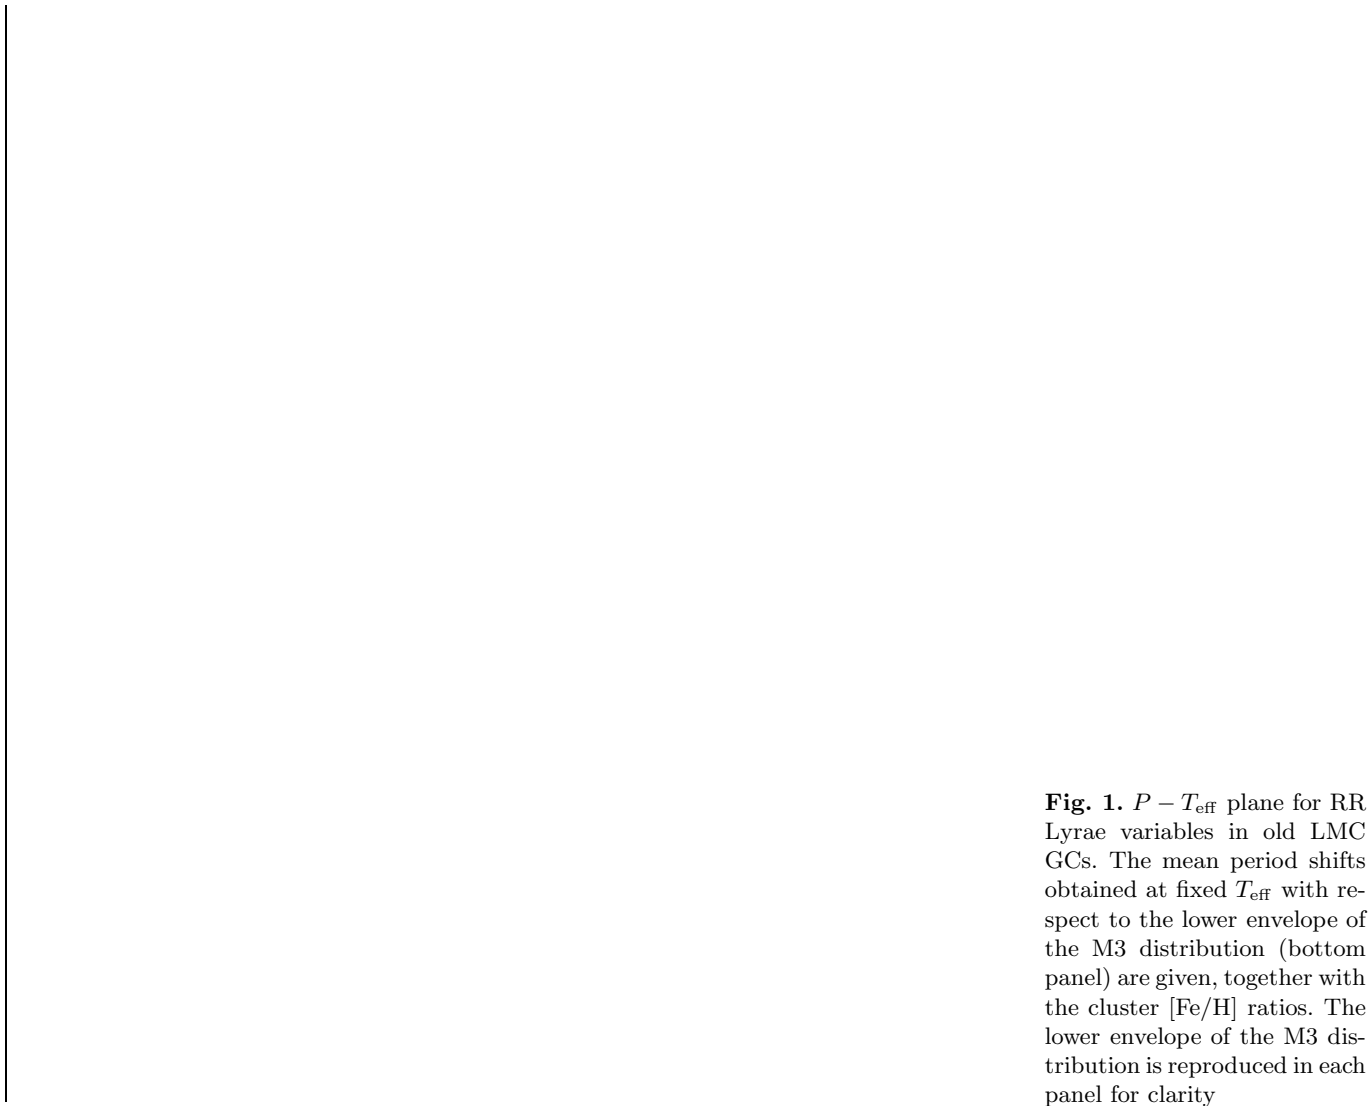 Fig. 1. P − T_eff plane for RR
Lyrae variables in old LMC
GCs. The mean period shifts
obtained at fixed T_eff with re-
spect to the lower envelope of
the M3 distribution (bottom
panel) are given, together with
the cluster [Fe/H] ratios. The
lower envelope of the M3 dis-
tribution is reproduced in each
panel for clarity